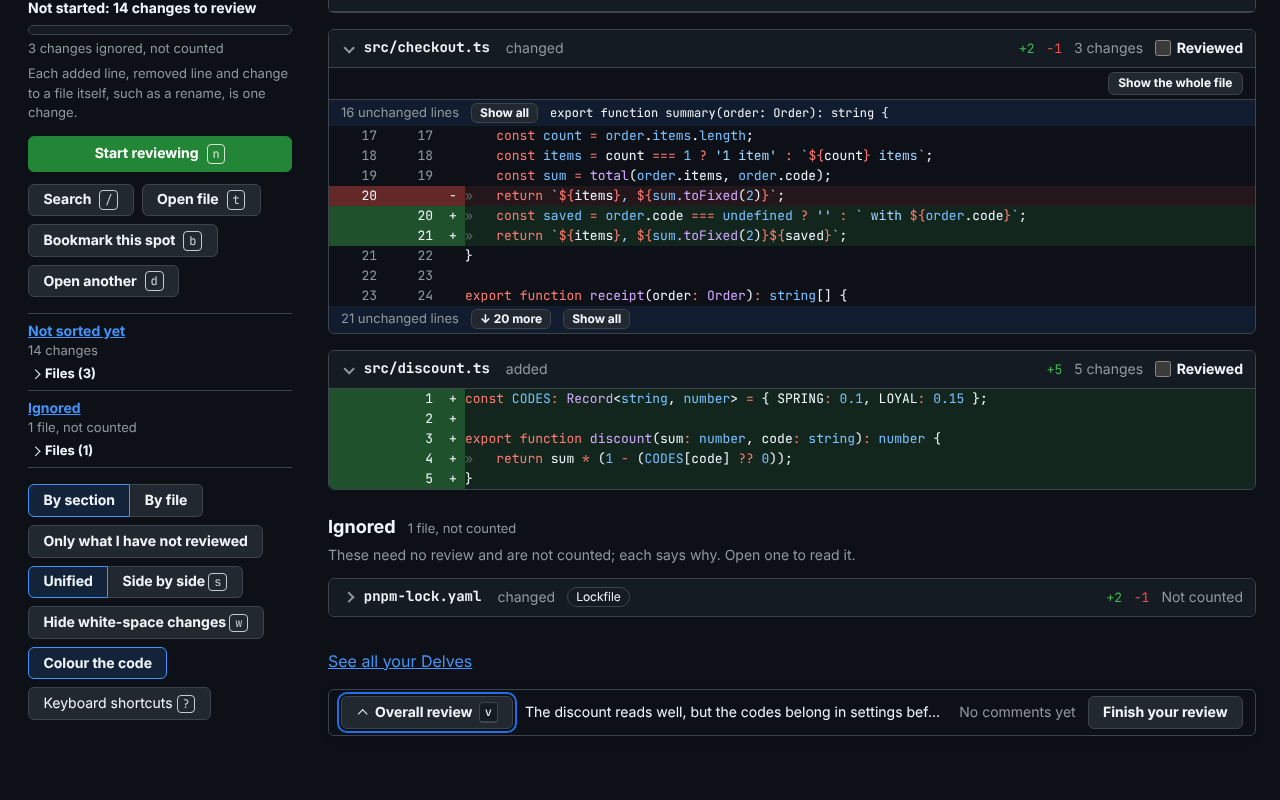 Not started: 14 changes to review
3 changes ignored, not counted
Each added line, removed line and change
to a file itself, such as a rename, is one
change.
Start reviewing n
Search / Open file t
Bookmark this spot b
Open another d
Not sorted yet
14 changes
Files (3)
Ignored
1 file, not counted
Files (1)
By section By file
Only what I have not reviewed
Unified Side by side s
Hide white-space changes w
Colour the code
Keyboard shortcuts ?
src/checkout.ts changed +2 -1 3 changes Reviewed
Show the whole file
16 unchanged lines Show all export function summary(order: Order): string {
17 17 const count = order.items.length;
18 18 const items = count === 1 ? '1 item' : `${count} items`;
19 19 const sum = total(order.items, order.code);
20 - » return `${items}, ${sum.toFixed(2)}`;
20 + » const saved = order.code === undefined ? '' : ` with ${order.code}`;
21 + » return `${items}, ${sum.toFixed(2)}${saved}`;
21 22 }
22 23
23 24 export function receipt(order: Order): string[] {
21 unchanged lines ↓ 20 more Show all
src/discount.ts added +5 5 changes Reviewed
1 + const CODES: Record<string, number> = { SPRING: 0.1, LOYAL: 0.15 };
2 +
3 + export function discount(sum: number, code: string): number {
4 + » return sum * (1 - (CODES[code] ?? 0));
5 + }
Ignored 1 file, not counted
These need no review and are not counted; each says why. Open one to read it.
pnpm-lock.yaml changed Lockfile +2 -1 Not counted
See all your Delves
Overall review v The discount reads well, but the codes belong in settings bef... No comments yet Finish your review